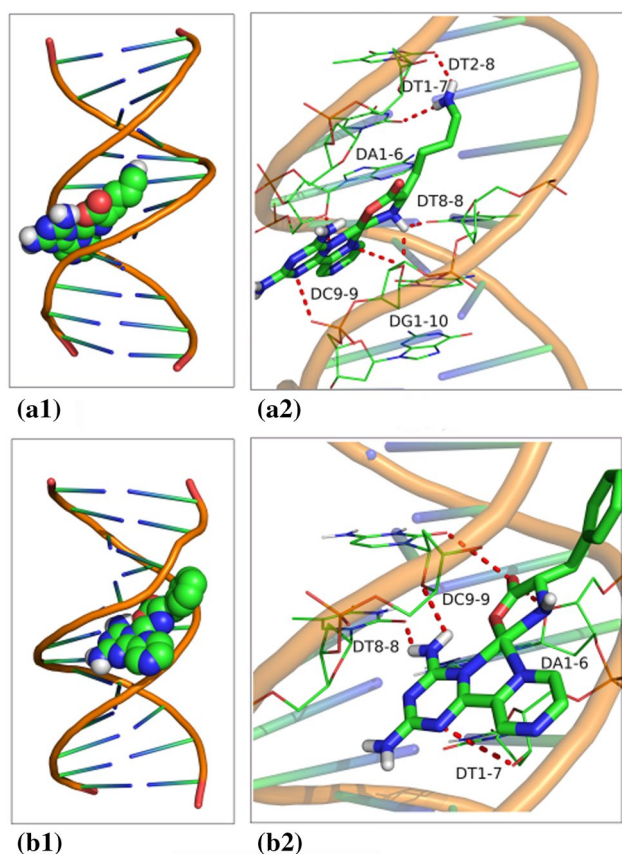 DT2-8
DT1-7
DA1-6
DT8-8
DC9-9
DG1-10
(a1)
(a2)
DC9-9
DT8-8
DA1-6
DT1-7
(b1)
(b2)